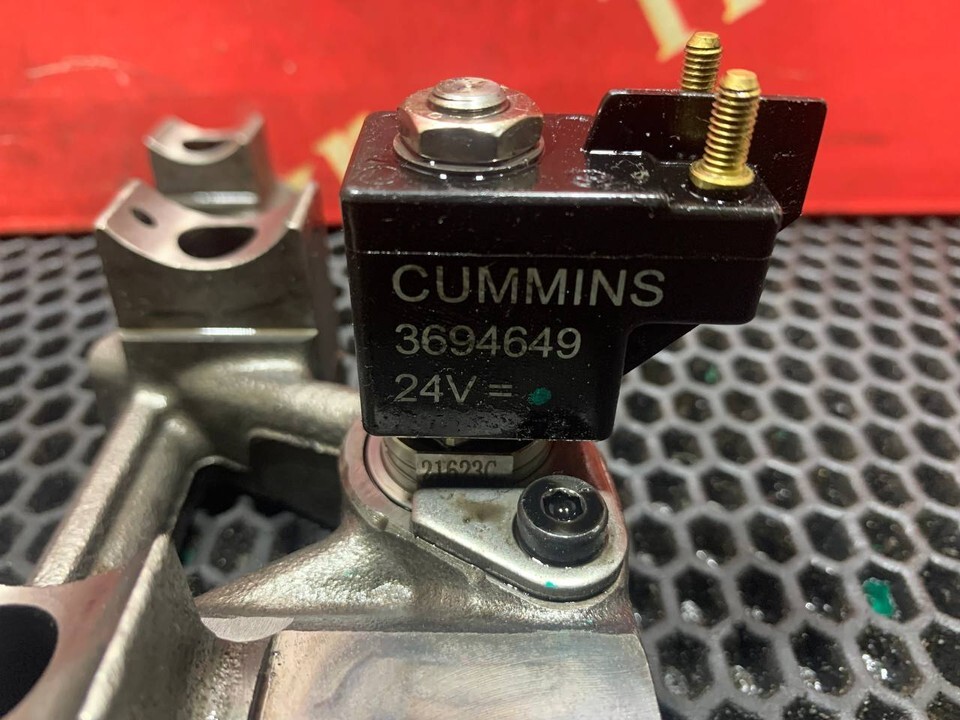 CUMMINS
3694649
24V =
21623C